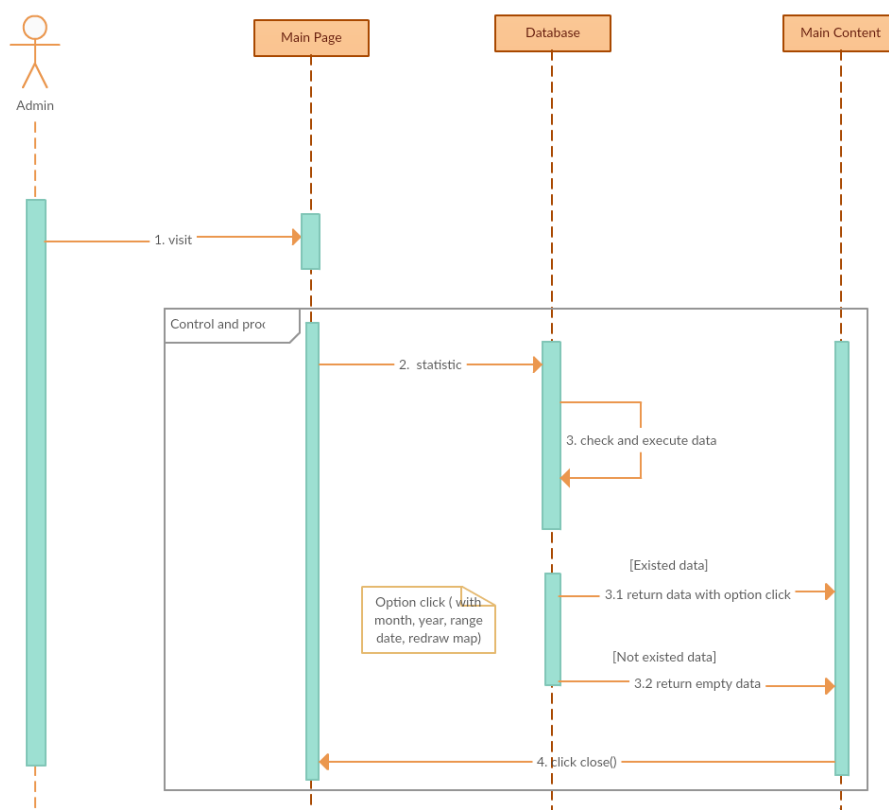 Main Page
Database
Main Content
Admin
1. visit
Control and proc
2. statistic
3. check and execute data
[Existed data]
3.1 return data with option click
Option click ( with
month, year, range
date, redraw map)
[Not existed data]
3.2 return empty data
4. click close()